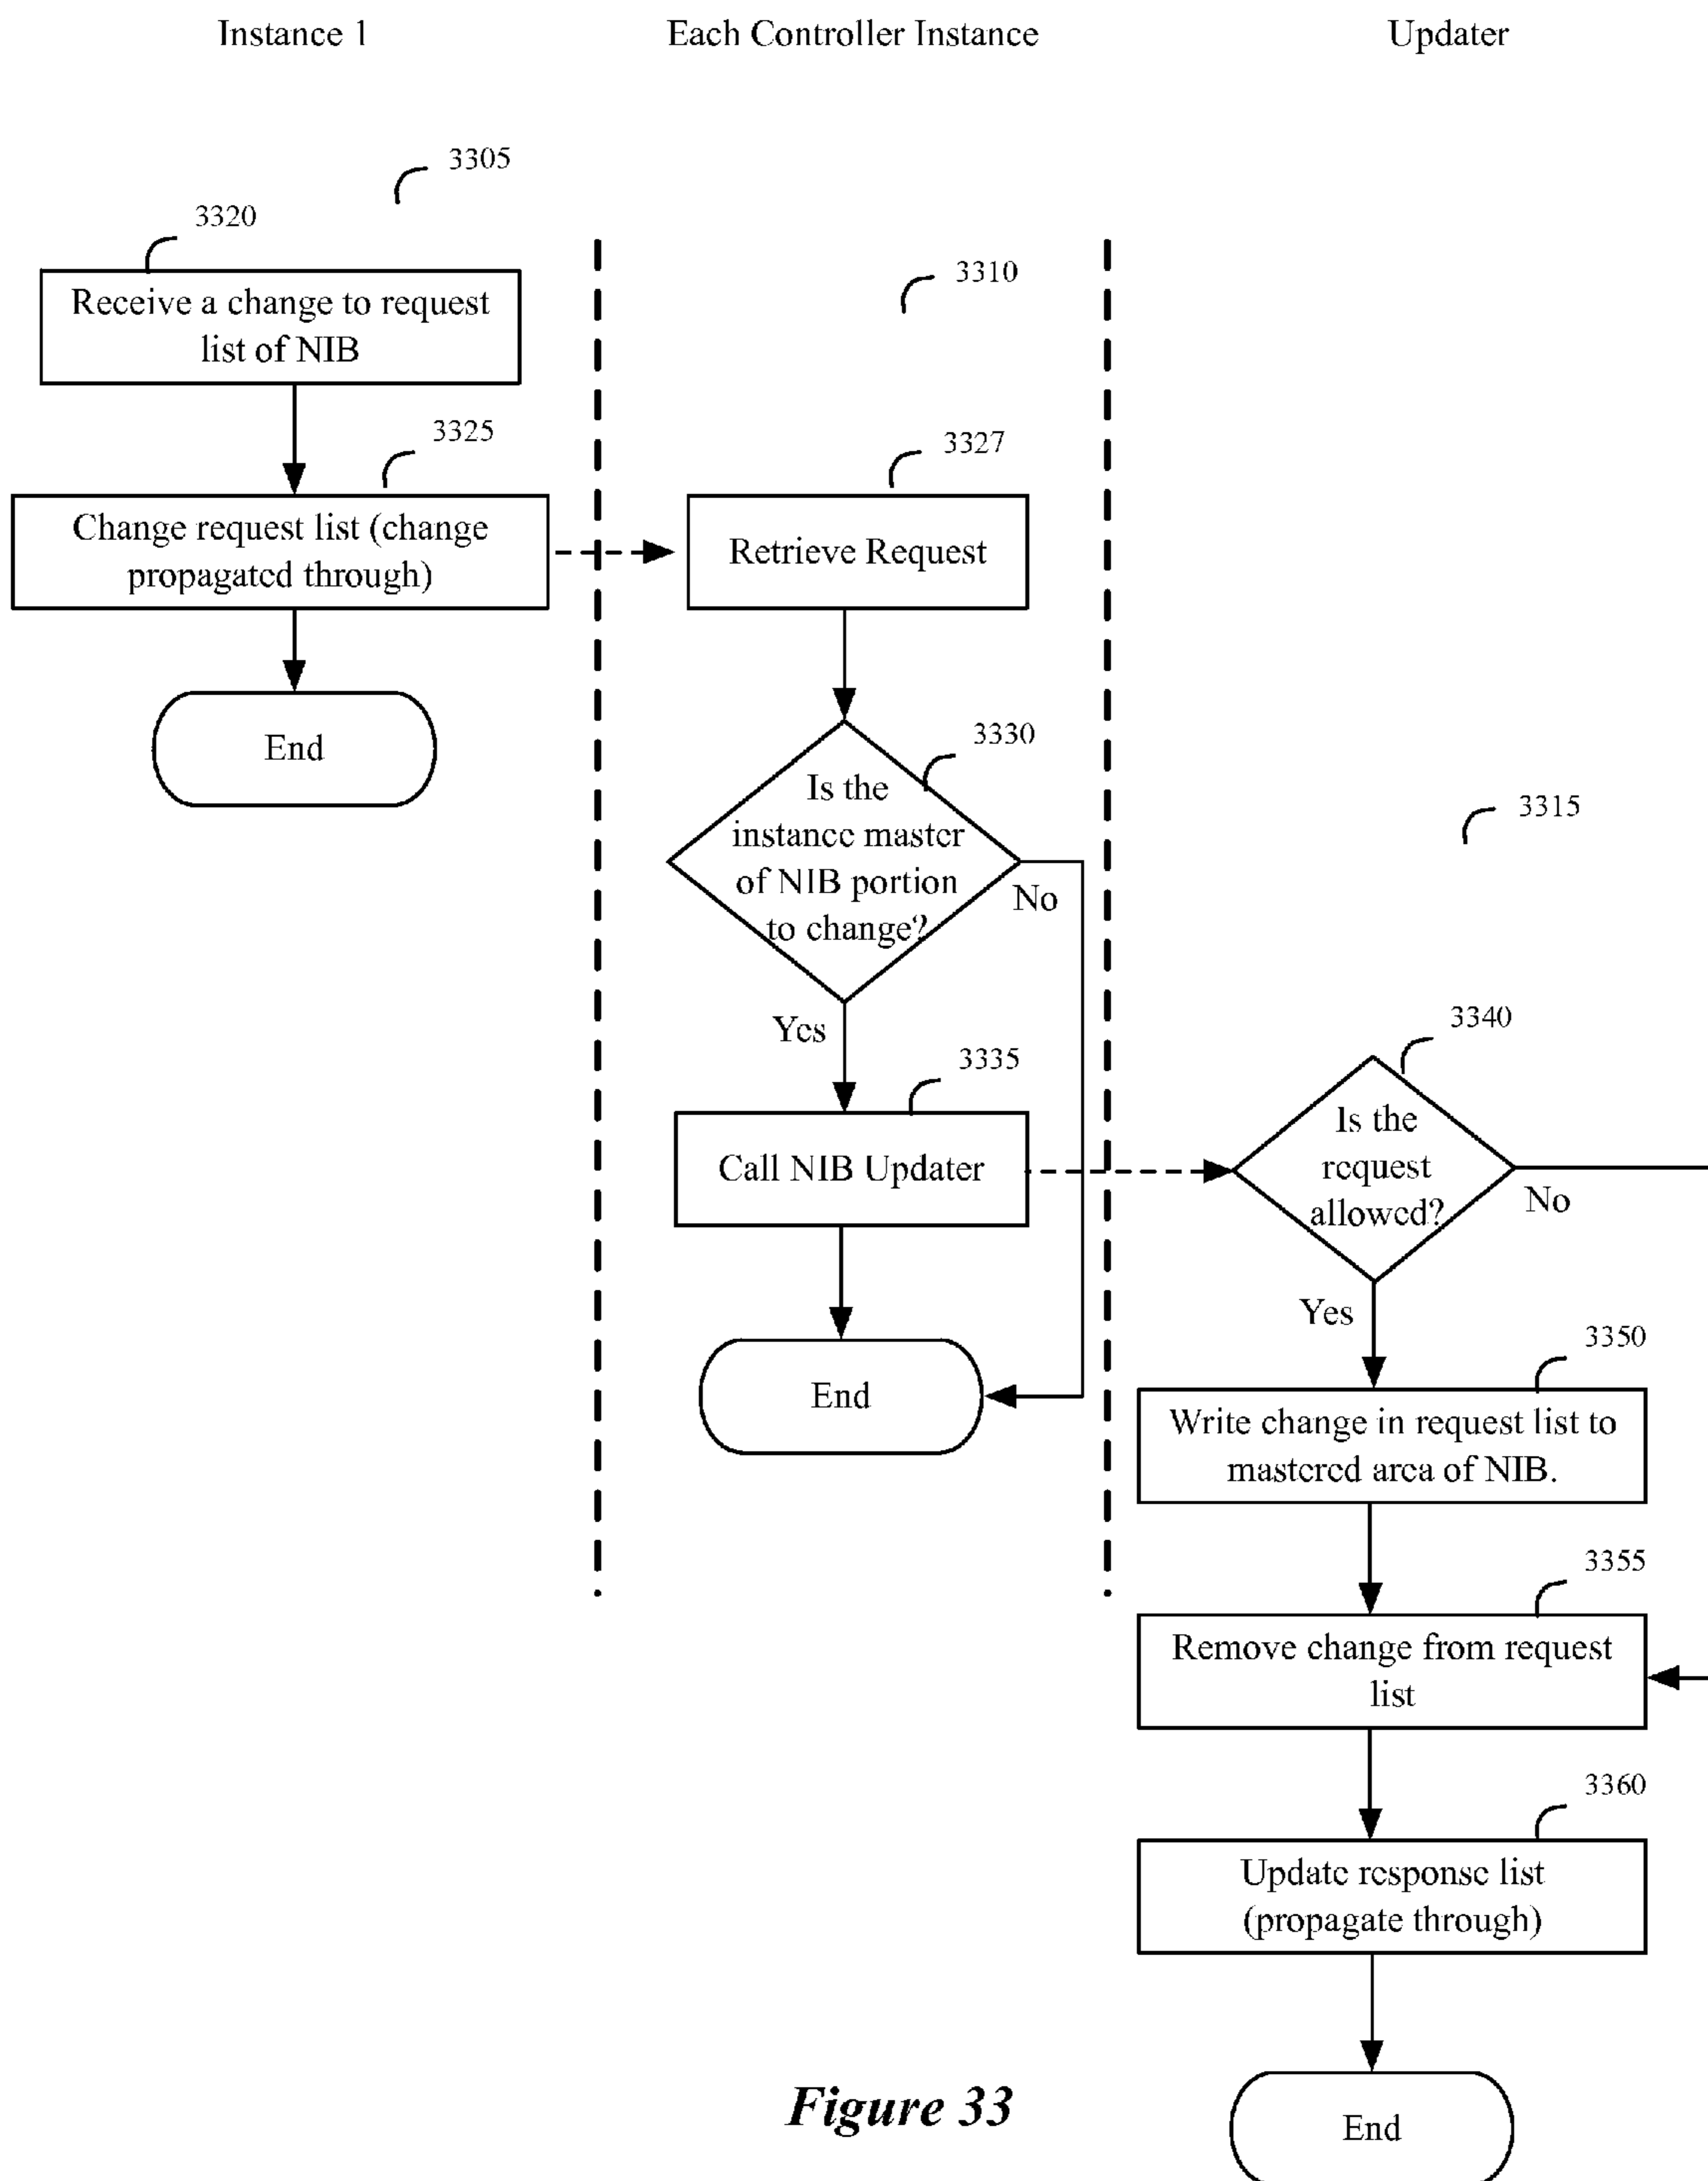 Instance 1
Each Controller Instance
Updater
3305
3320
Receive a change to request
list of NIB
3325
Change request list (change
propagated through)
End
3310
3327
Retrieve Request
3330
Is the
instance master
of NIB portion
to change?
No
Yes
3335
Call NIB Updater
End
3315
3340
Is the
request
allowed?
No
Yes
3350
Write change in request list to
mastered area of NIB.
3355
Remove change from request
list
3360
Update response list
(propagate through)
End
Figure 33